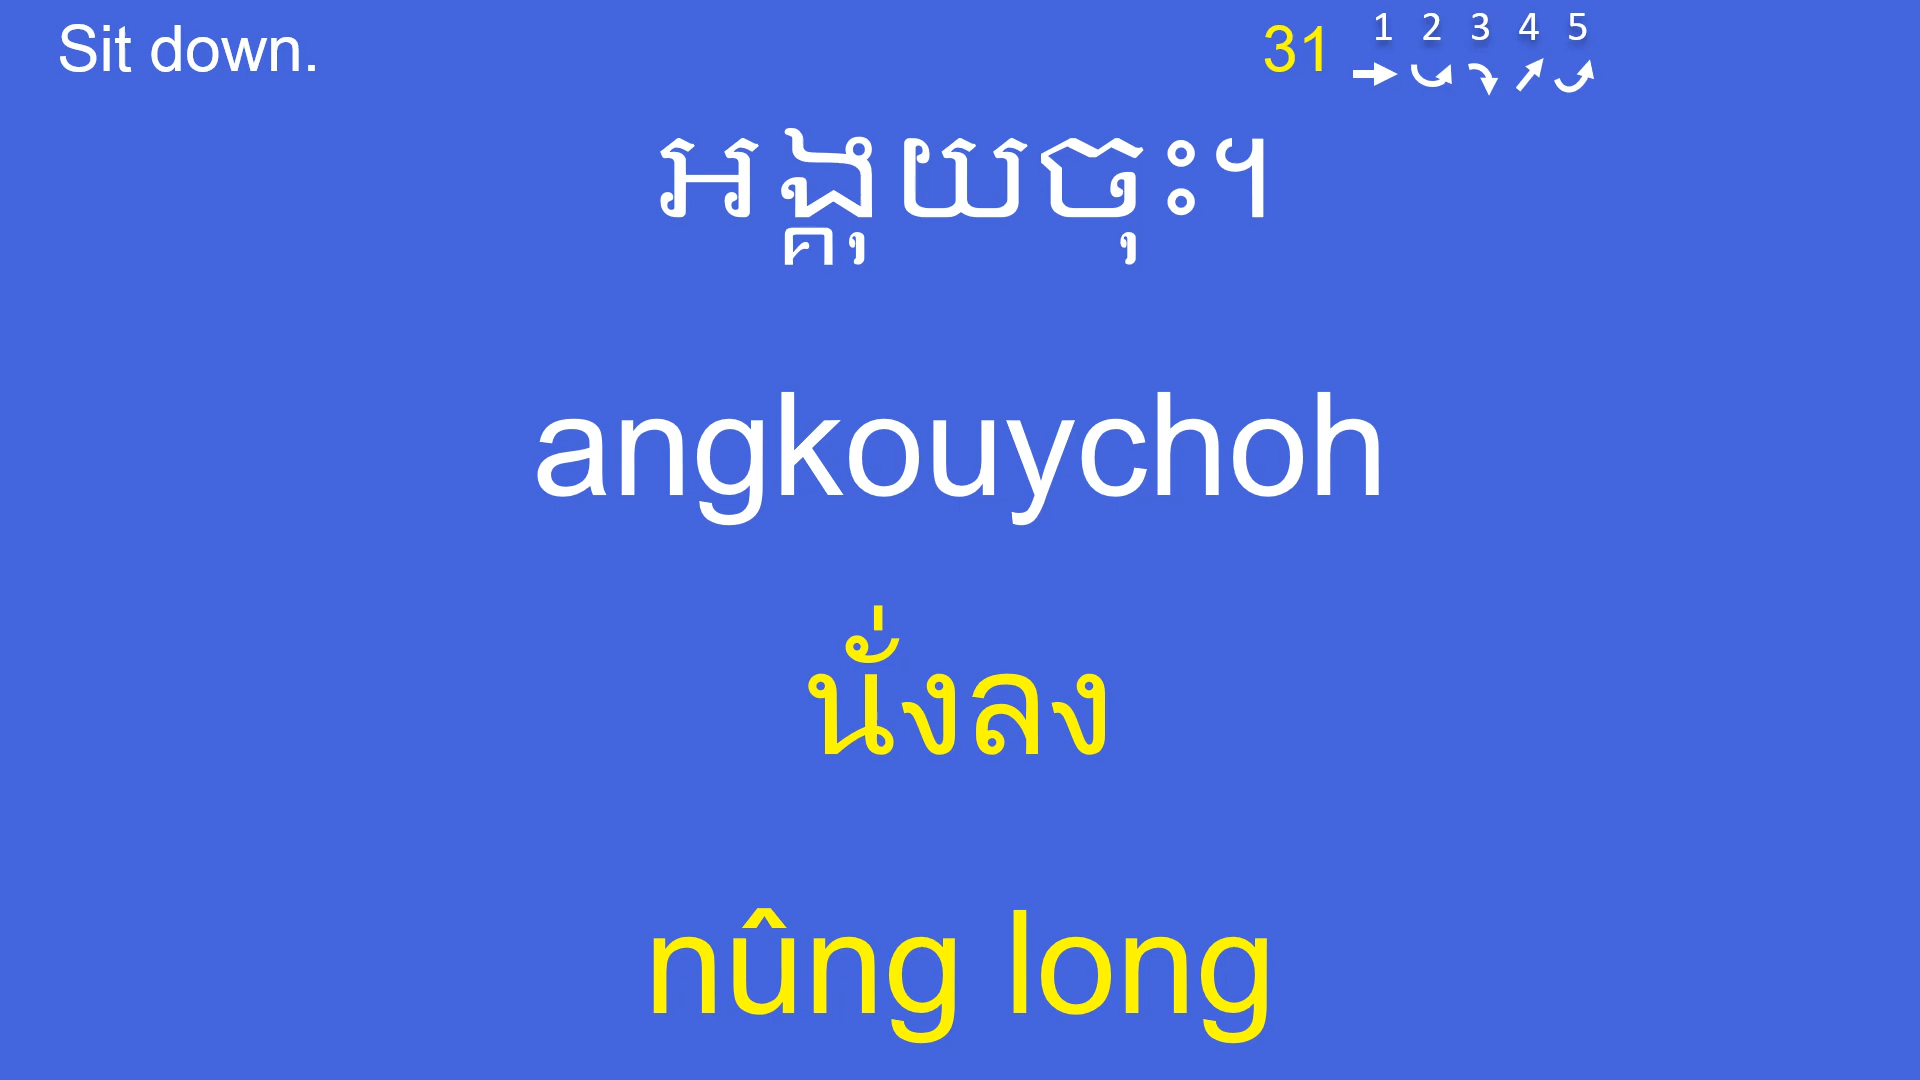 Sit down.
31 1 2 3 4 5
អង្គុយចុះ។
angkouychoh
นั่งลง
nûng long